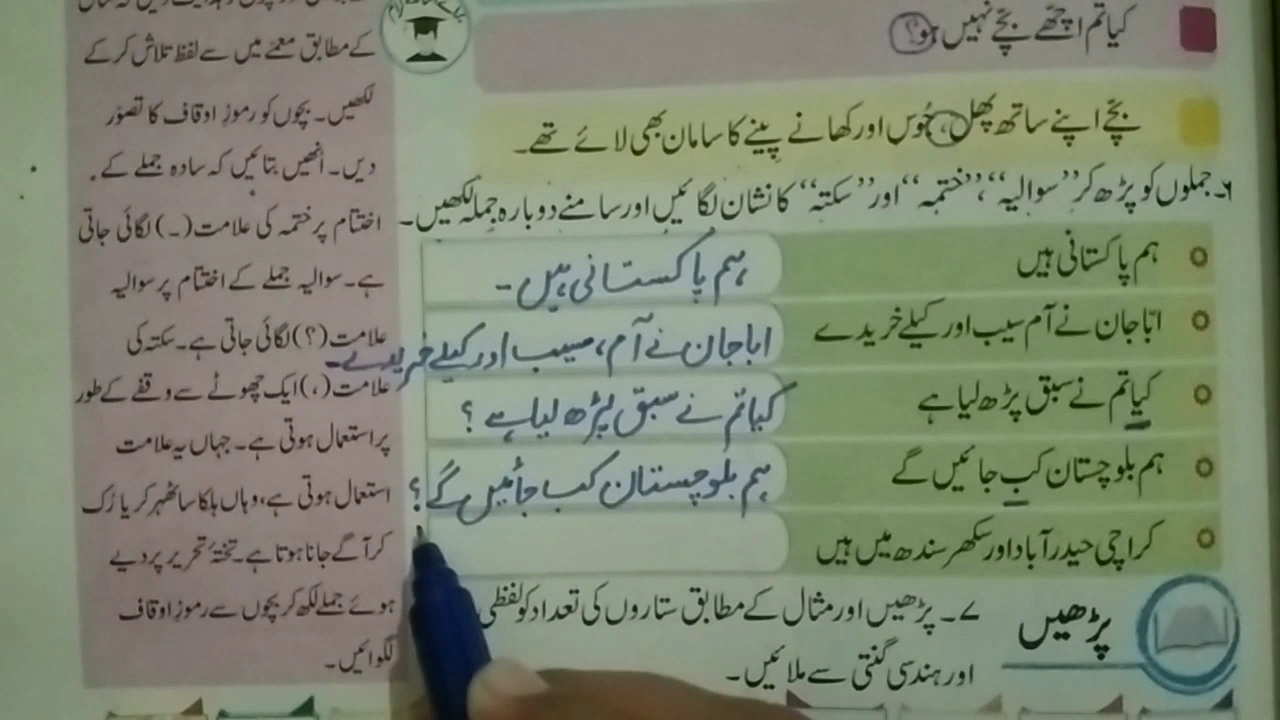 کیا تم اچھے بچے نہیں ہو؟
بچے اپنے ساتھ پھل، جُوس اور کھانے پینے کا سامان بھی لائے تھے۔
۶۔ جملوں کو پڑھ کر ”سوالیہ“، ”ختمہ“ اور ”سکتہ“ کا نشان لگائیں اور سامنے دوبارہ جملہ لکھیں۔
ہم پاکستانی ہیں
ہم پاکستانی ہیں۔
ابّا جان نے آم سیب اور کیلے خریدے
ابا جان نے آم، سیب اور کیلے خریدے۔
کیا تم نے سبق پڑھ لیا ہے
کیا تم نے سبق پڑھ لیا ہے ؟
ہم بلوچستان کب جائیں گے
ہم بلوچستان کب جائیں گے ؟
کراچی حیدرآباد اور سکھر سندھ میں ہیں
پڑھیں
۷۔ پڑھیں اور مثال کے مطابق ستاروں کی تعداد کو لفظی
اور ہندسی گنتی سے ملائیں۔
کے مطابق معمے میں سے لفظ تلاش کر کے
لکھیں۔ بچوں کو رموزِ اوقاف کا تصوّر
دیں۔ انھیں بتائیں کہ سادہ جملے کے
اختتام پر ختمہ کی علامت (۔) لگائی جاتی
ہے۔ سوالیہ جملے کے اختتام پر سوالیہ
علامت (؟) لگائی جاتی ہے۔ سکتہ کی
علامت (،) ایک چھوٹے سے وقفے کے طور
پر استعمال ہوتی ہے۔ جہاں یہ علامت
استعمال ہوتی ہے، وہاں ہلکا سا ٹھہر کر یا رُک
کر آگے جانا ہوتا ہے۔ تختۂ تحریر پر دیے
ہوئے جملے لکھ کر بچوں سے رموزِ اوقاف
لگوائیں۔